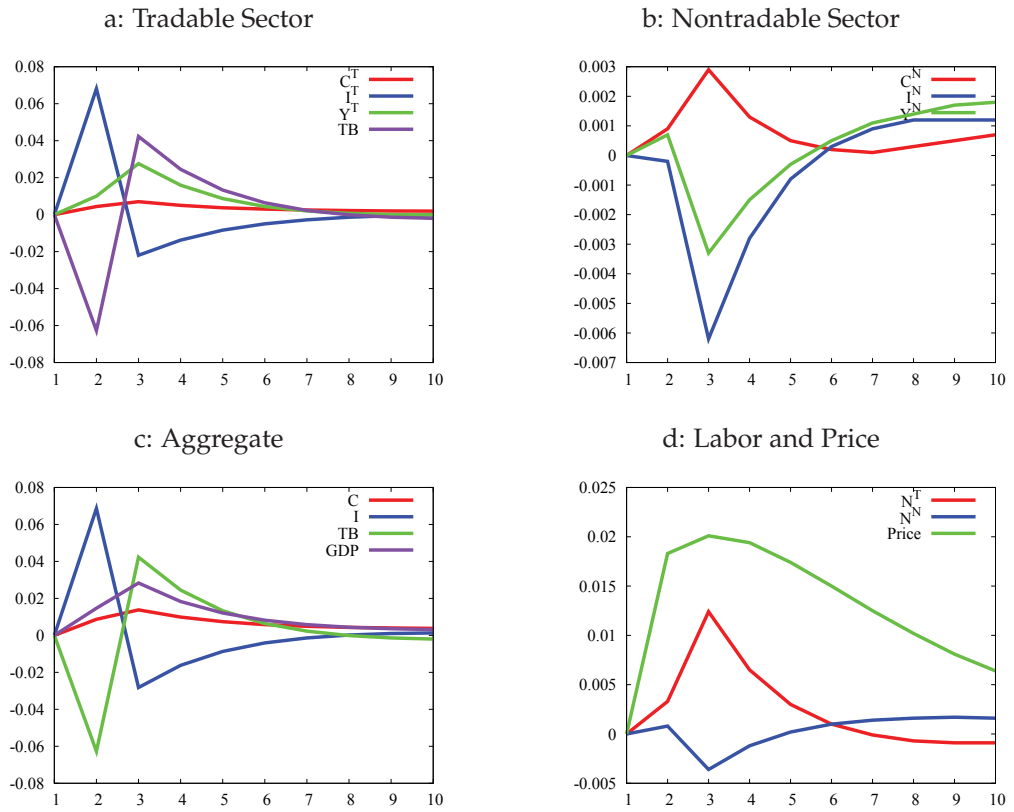 a: Tradable Sector
0.08
0.06
0.04
0.02
0
-0.02
-0.04
-0.06
-0.08
C^T
I^T
Y^T
TB
1 2 3 4 5 6 7 8 9 10
b: Nontradable Sector
0.003
0.002
0.001
0
-0.001
-0.002
-0.003
-0.004
-0.005
-0.006
-0.007
C^N
I^N
Y^N
1 2 3 4 5 6 7 8 9 10
c: Aggregate
0.08
0.06
0.04
0.02
0
-0.02
-0.04
-0.06
-0.08
C
I
TB
GDP
1 2 3 4 5 6 7 8 9 10
d: Labor and Price
0.025
0.02
0.015
0.01
0.005
0
-0.005
N^T
N^N
Price
1 2 3 4 5 6 7 8 9 10